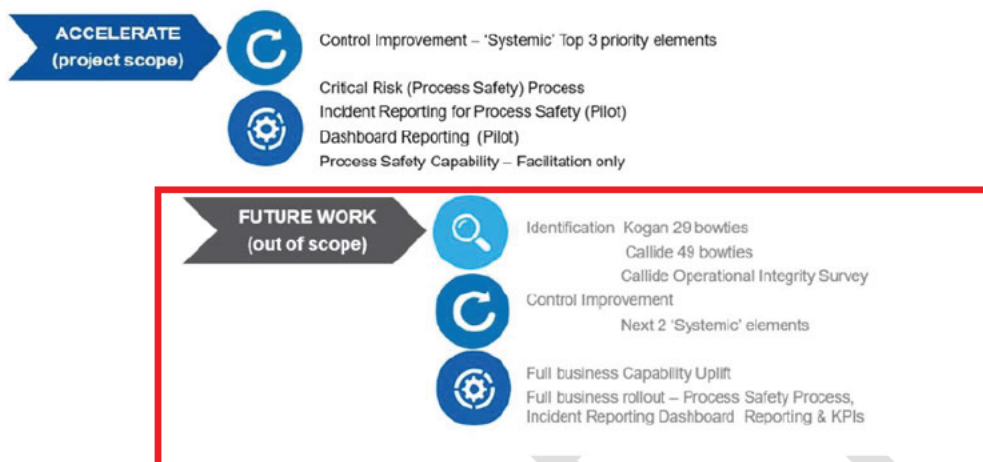 ACCELERATE
(project scope)
Control Improvement – 'Systemic' Top 3 priority elements
Critical Risk (Process Safety) Process
Incident Reporting for Process Safety (Pilot)
Dashboard Reporting (Pilot)
Process Safety Capability – Facilitation only
FUTURE WORK
(out of scope)
Identification Kogan 29 bowties
Callide 49 bowties
Callide Operational Integrity Survey
Control Improvement
Next 2 'Systemic' elements
Full business Capability Uplift
Full business rollout – Process Safety Process,
Incident Reporting Dashboard Reporting & KPIs